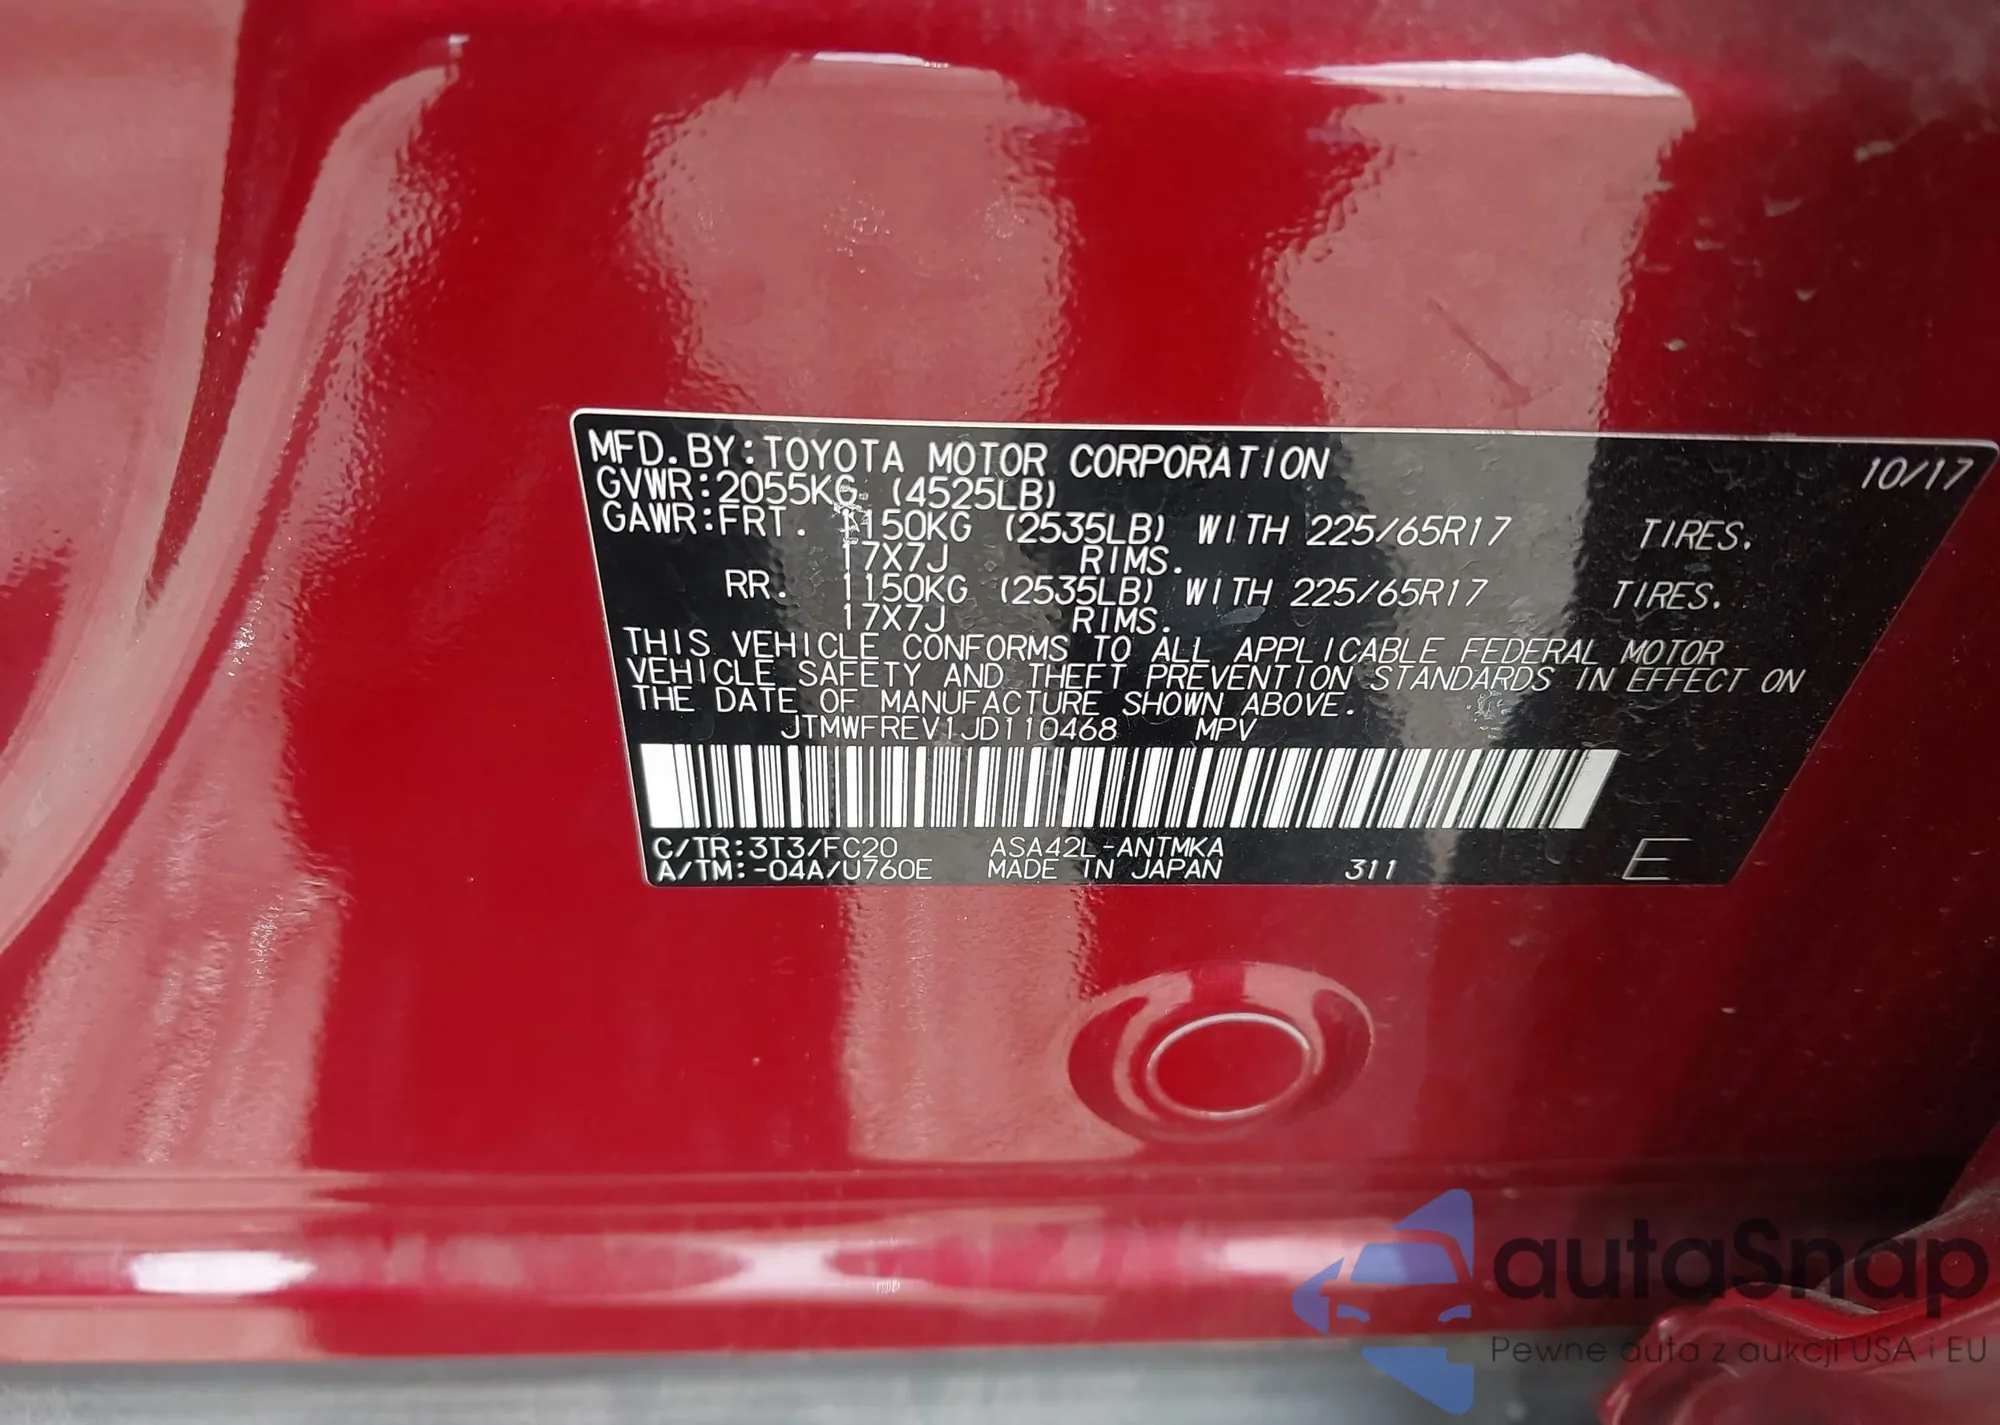 MFD.BY:TOYOTA MOTOR CORPORATION 10/17
GVWR:2055KG (4525LB)
GAWR:FRT. 1150KG (2535LB) WITH 225/65R17 TIRES.
17X7J RIMS.
RR. 1150KG (2535LB) WITH 225/65R17 TIRES.
17X7J RIMS.
THIS VEHICLE CONFORMS TO ALL APPLICABLE FEDERAL MOTOR
VEHICLE SAFETY AND THEFT PREVENTION STANDARDS IN EFFECT ON
THE DATE OF MANUFACTURE SHOWN ABOVE.
JTMWFREV1JD110468 MPV
C/TR:3T3/FC20 ASA42L-ANTMKA
A/TM:-04A/U760E MADE IN JAPAN 311 E
autaSnap
Pewne auta z aukcji USA i EU